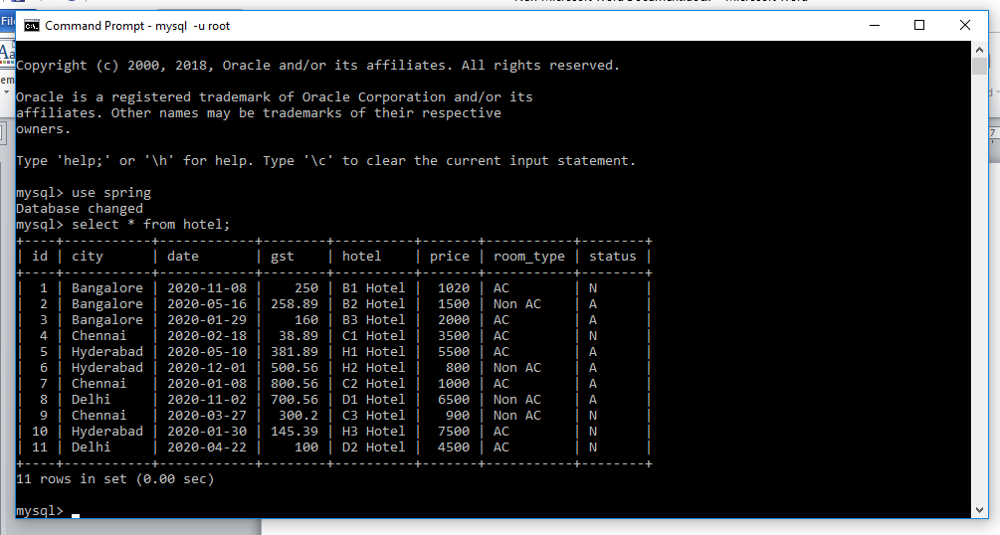 Command Prompt - mysql  -u root
File
Copyright (c) 2000, 2018, Oracle and/or its affiliates. All rights reserved.

Oracle is a registered trademark of Oracle Corporation and/or its
affiliates. Other names may be trademarks of their respective
owners.

Type 'help;' or '\h' for help. Type '\c' to clear the current input statement.

mysql> use spring
Database changed
mysql> select * from hotel;
+----+-----------+------------+--------+----------+-------+-----------+--------+
| id | city      | date       | gst    | hotel    | price | room_type | status |
+----+-----------+------------+--------+----------+-------+-----------+--------+
|  1 | Bangalore | 2020-11-08 |    250 | B1 Hotel |  1020 | AC        | N      |
|  2 | Bangalore | 2020-05-16 | 258.89 | B2 Hotel |  1500 | Non AC    | A      |
|  3 | Bangalore | 2020-01-29 |    160 | B3 Hotel |  2000 | AC        | A      |
|  4 | Chennai   | 2020-02-18 |  38.89 | C1 Hotel |  3500 | AC        | N      |
|  5 | Hyderabad | 2020-05-10 | 381.89 | H1 Hotel |  5500 | AC        | A      |
|  6 | Hyderabad | 2020-12-01 | 500.56 | H2 Hotel |   800 | Non AC    | A      |
|  7 | Chennai   | 2020-01-08 | 800.56 | C2 Hotel |  1000 | AC        | A      |
|  8 | Delhi     | 2020-11-02 | 700.56 | D1 Hotel |  6500 | Non AC    | A      |
|  9 | Chennai   | 2020-03-27 |  300.2 | C3 Hotel |   900 | Non AC    | N      |
| 10 | Hyderabad | 2020-01-30 | 145.39 | H3 Hotel |  7500 | AC        | N      |
| 11 | Delhi     | 2020-04-22 |    100 | D2 Hotel |  4500 | AC        | N      |
+----+-----------+------------+--------+----------+-------+-----------+--------+
11 rows in set (0.00 sec)

mysql>